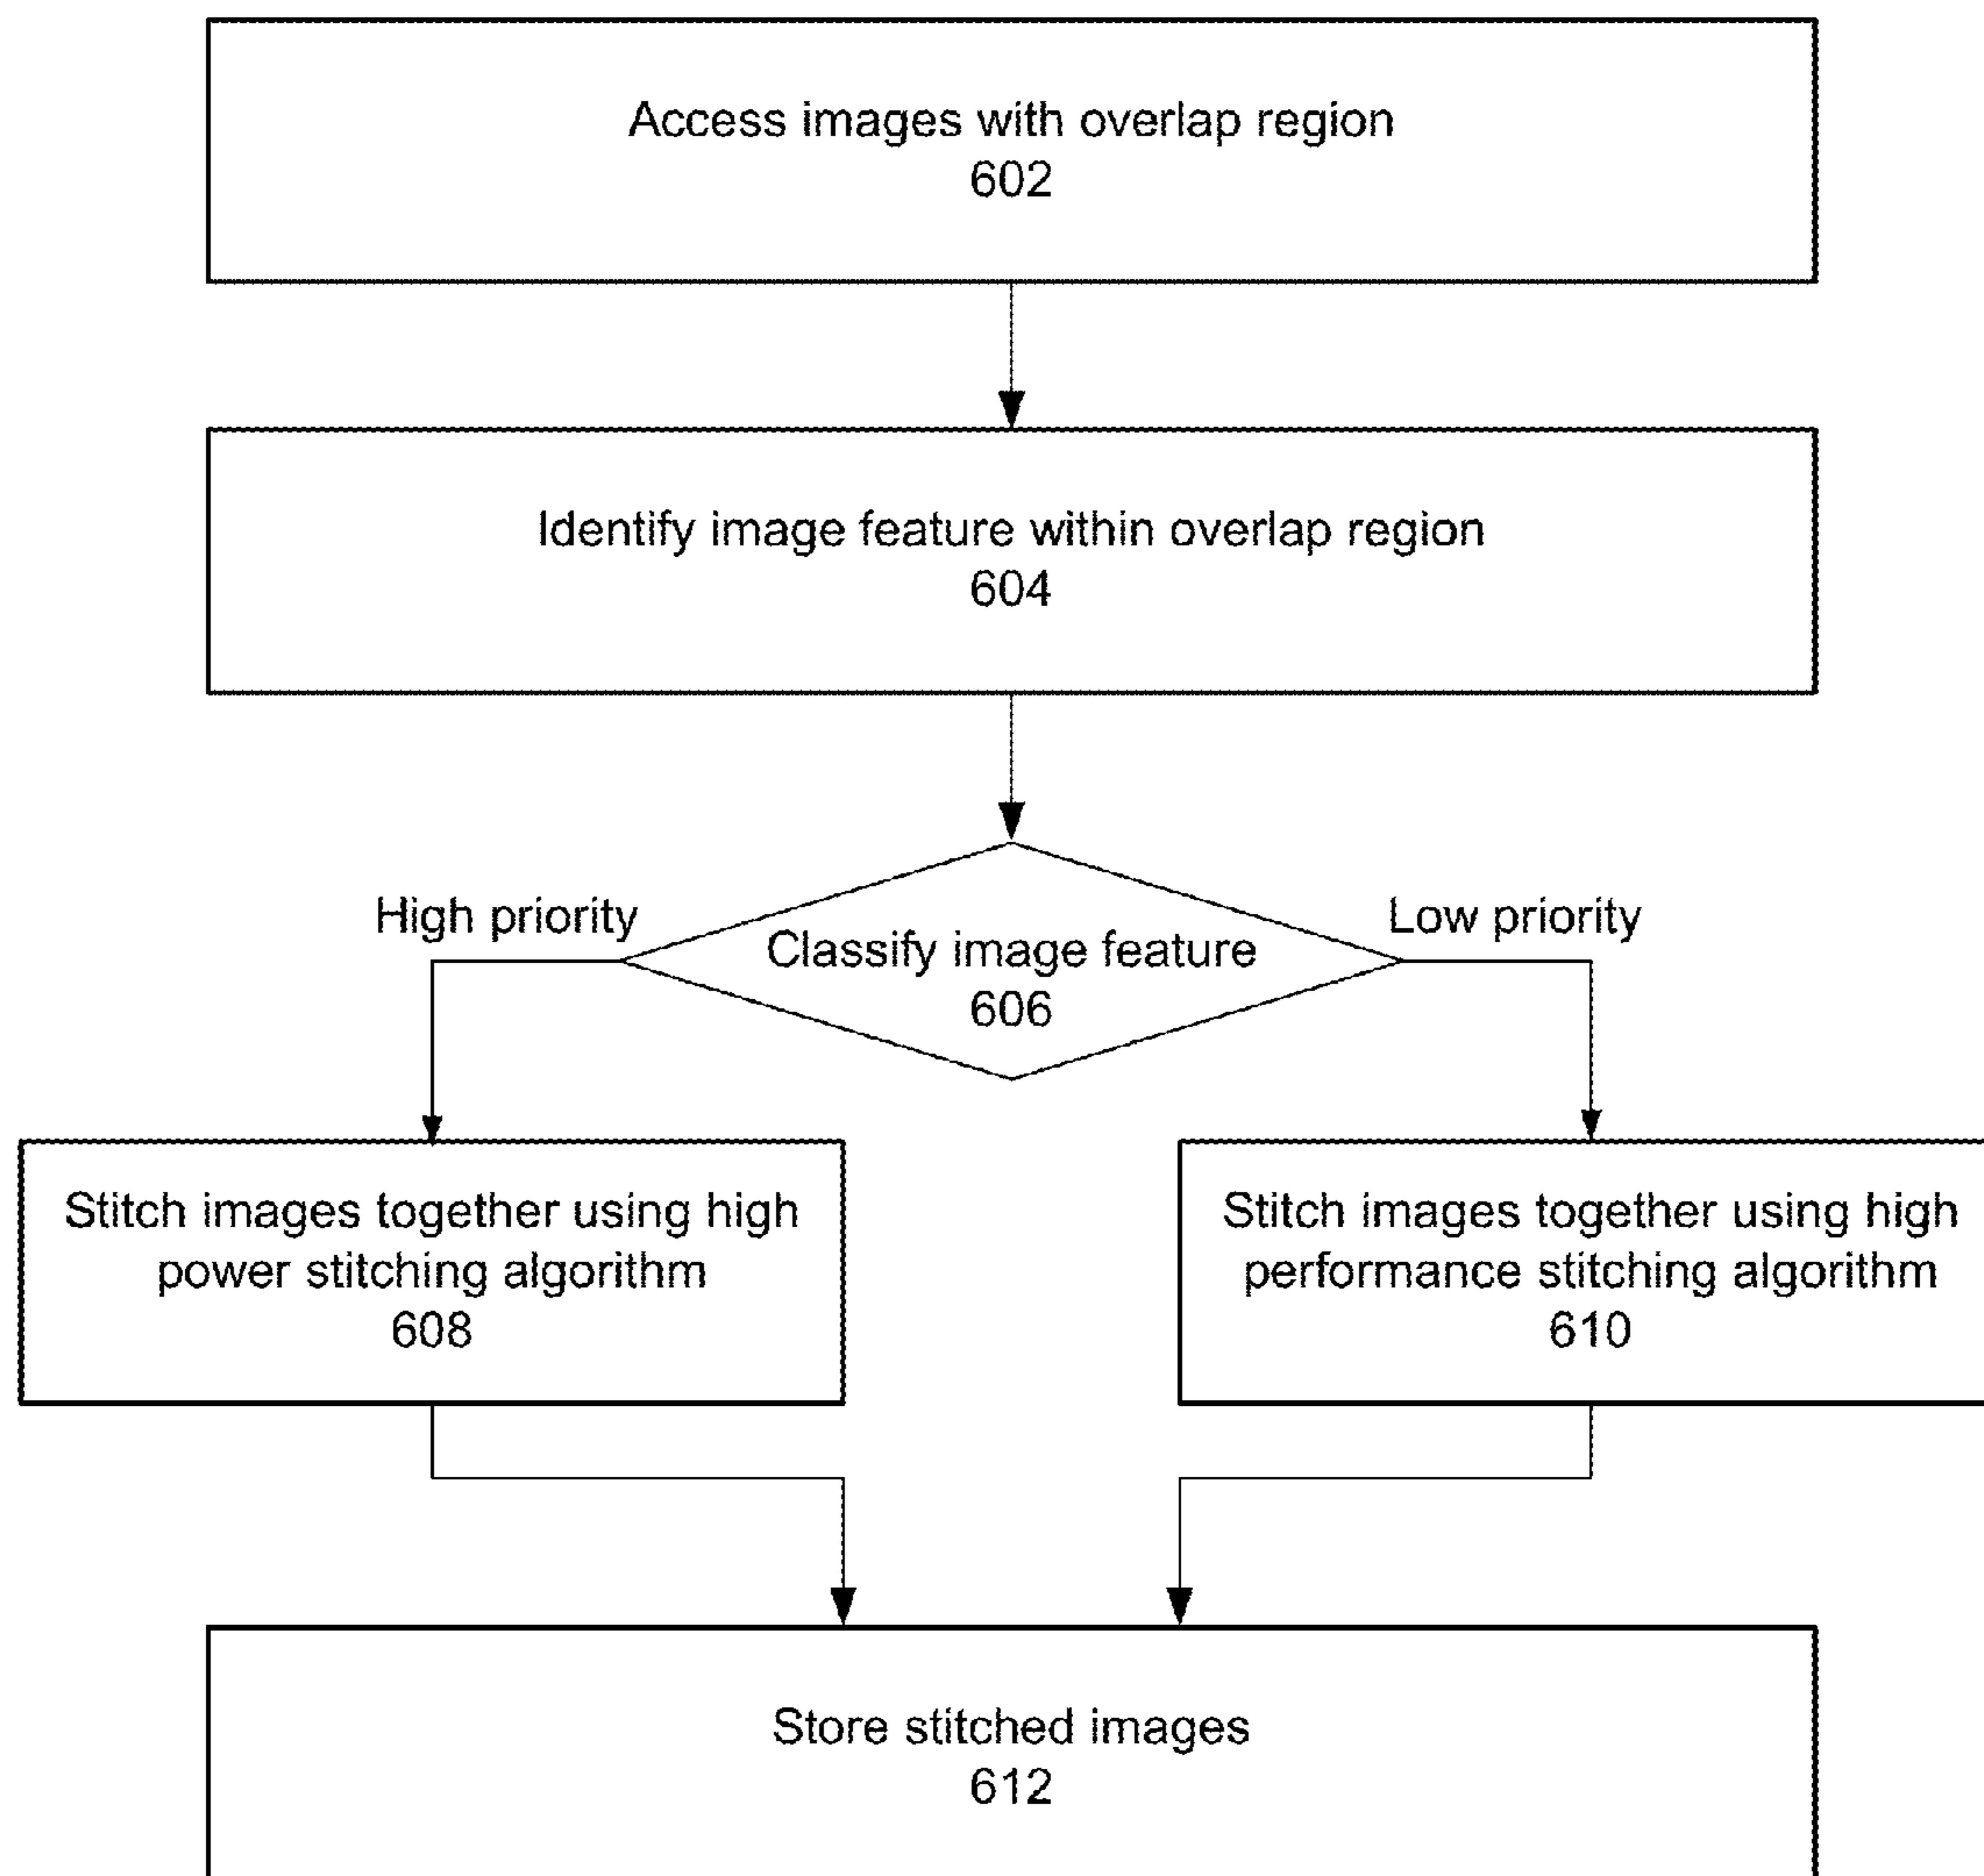 Access images with overlap region
602
Identify image feature within overlap region
604
High priority
Low priority
Classify image feature
606
Stitch images together using high
power stitching algorithm
608
Stitch images together using high
performance stitching algorithm
610
Store stitched images
612